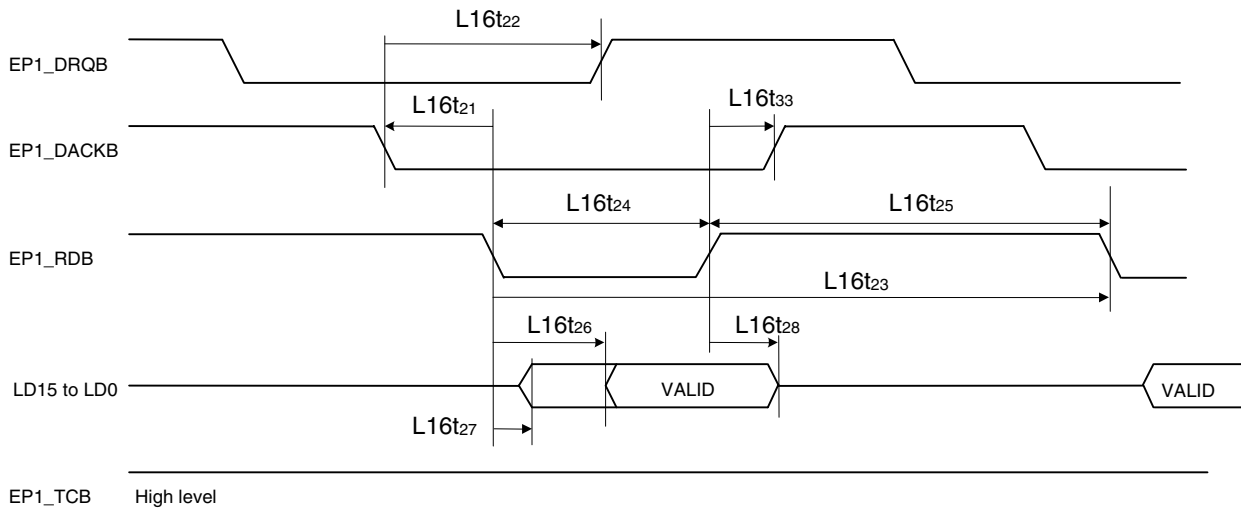 L16t22
EP1_DRQB
L16t21
L16t33
EP1_DACKB
L16t24
L16t25
EP1_RDB
L16t23
L16t26
L16t28
LD15 to LD0
VALID
VALID
L16t27
EP1_TCB High level